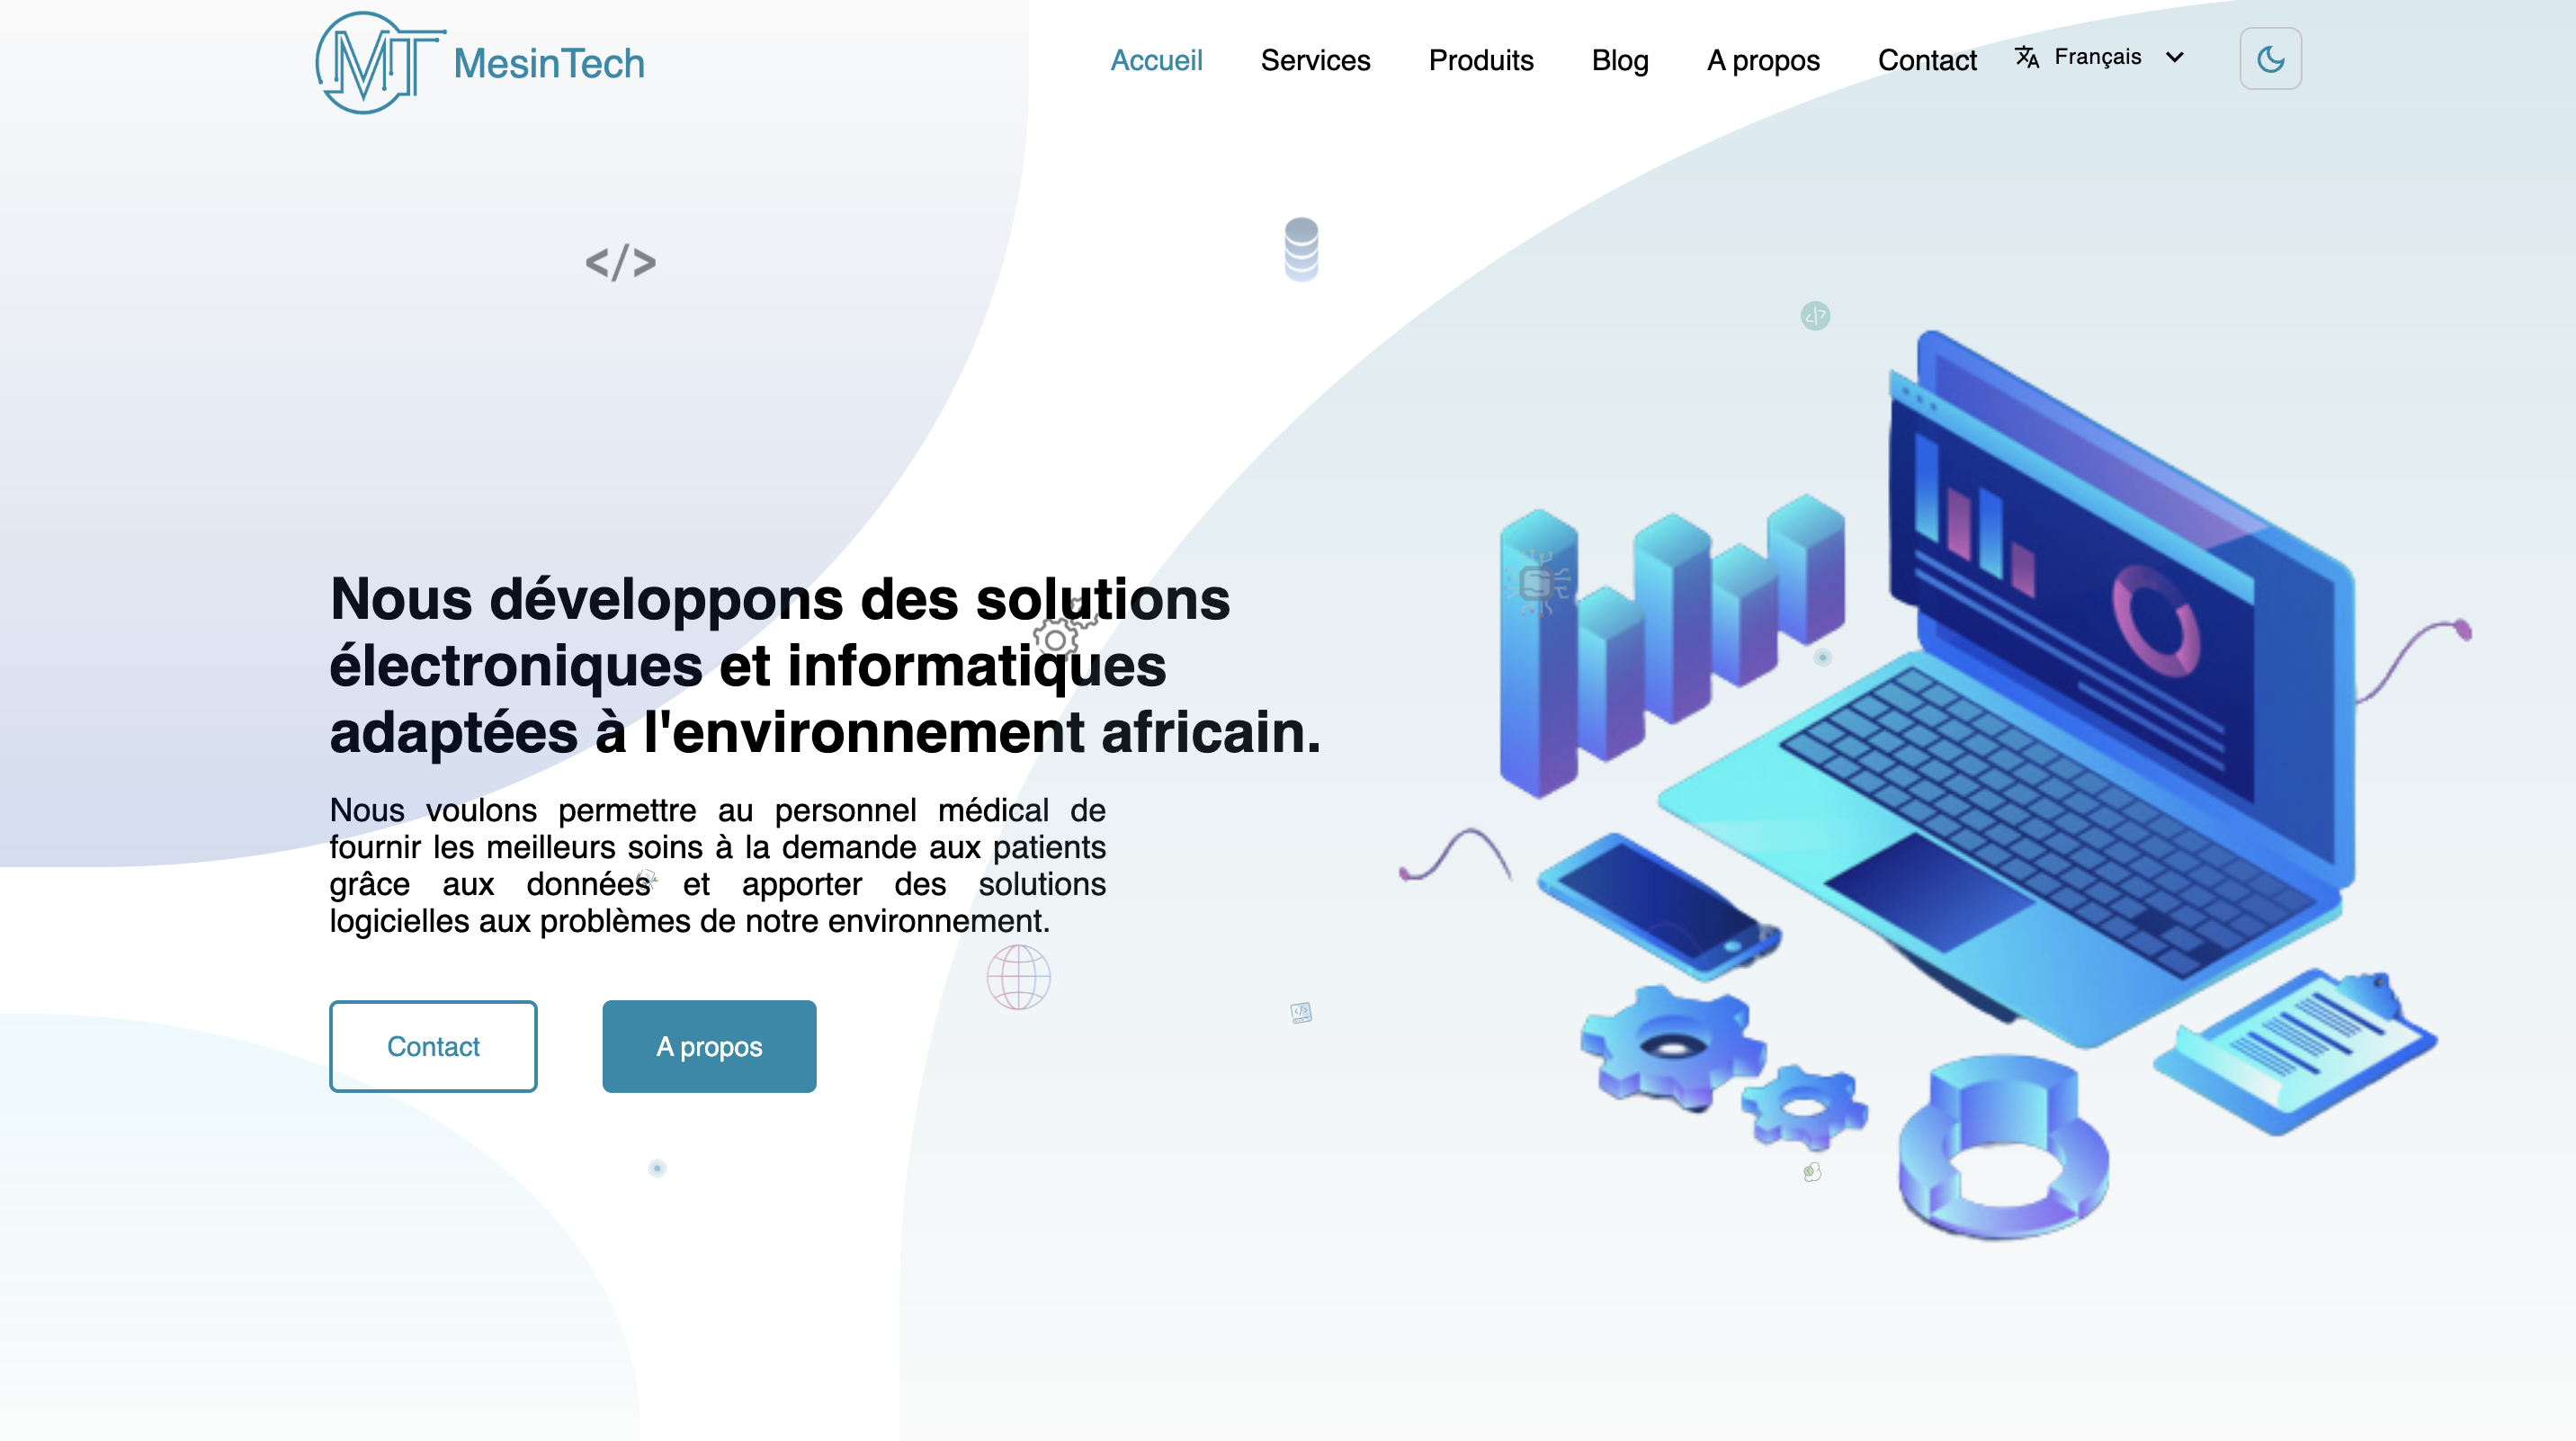 MT MesinTech
Accueil Services Produits Blog A propos Contact Français
</>
Nous développons des solutions
électroniques et informatiques
adaptées à l'environnement africain.
Nous voulons permettre au personnel médical de
fournir les meilleurs soins à la demande aux patients
grâce aux données et apporter des solutions
logicielles aux problèmes de notre environnement.
Contact A propos